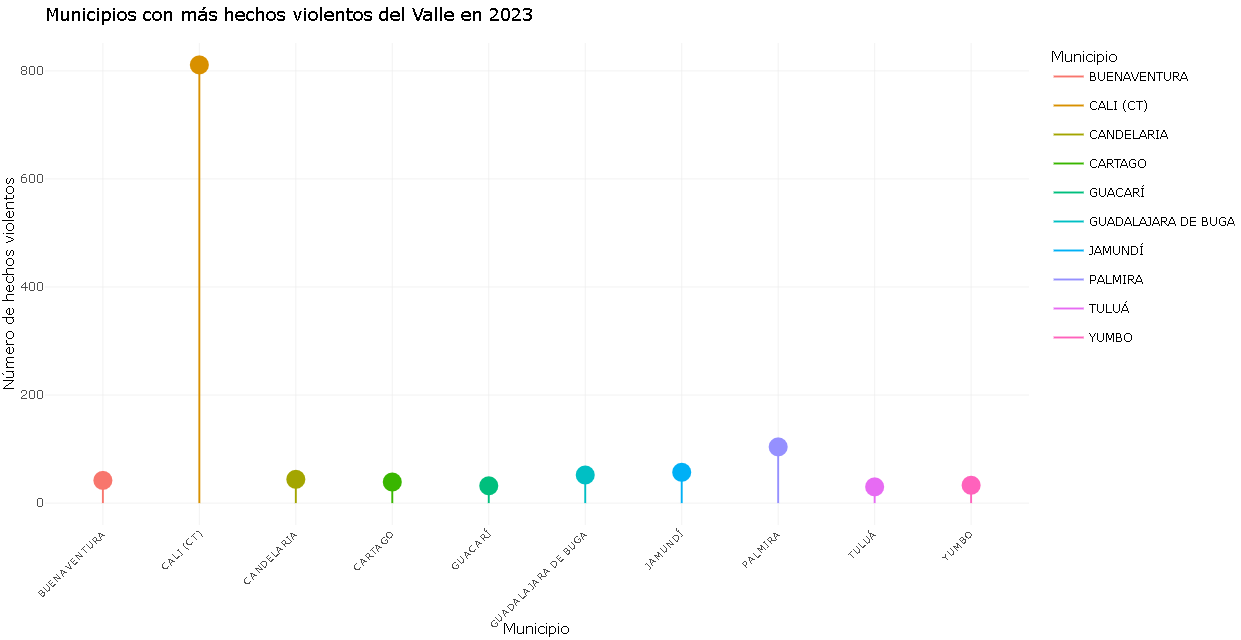 Municipios con más hechos violentos del Valle en 2023
Número de hechos violentos
800
600
400
200
0
BUENAVENTURA
CALI (CT)
CANDELARIA
CARTAGO
GUACARÍ
GUADALAJARA DE BUGA
JAMUNDÍ
PALMIRA
TULUÁ
YUMBO
Municipio
Municipio
BUENAVENTURA
CALI (CT)
CANDELARIA
CARTAGO
GUACARÍ
GUADALAJARA DE BUGA
JAMUNDÍ
PALMIRA
TULUÁ
YUMBO